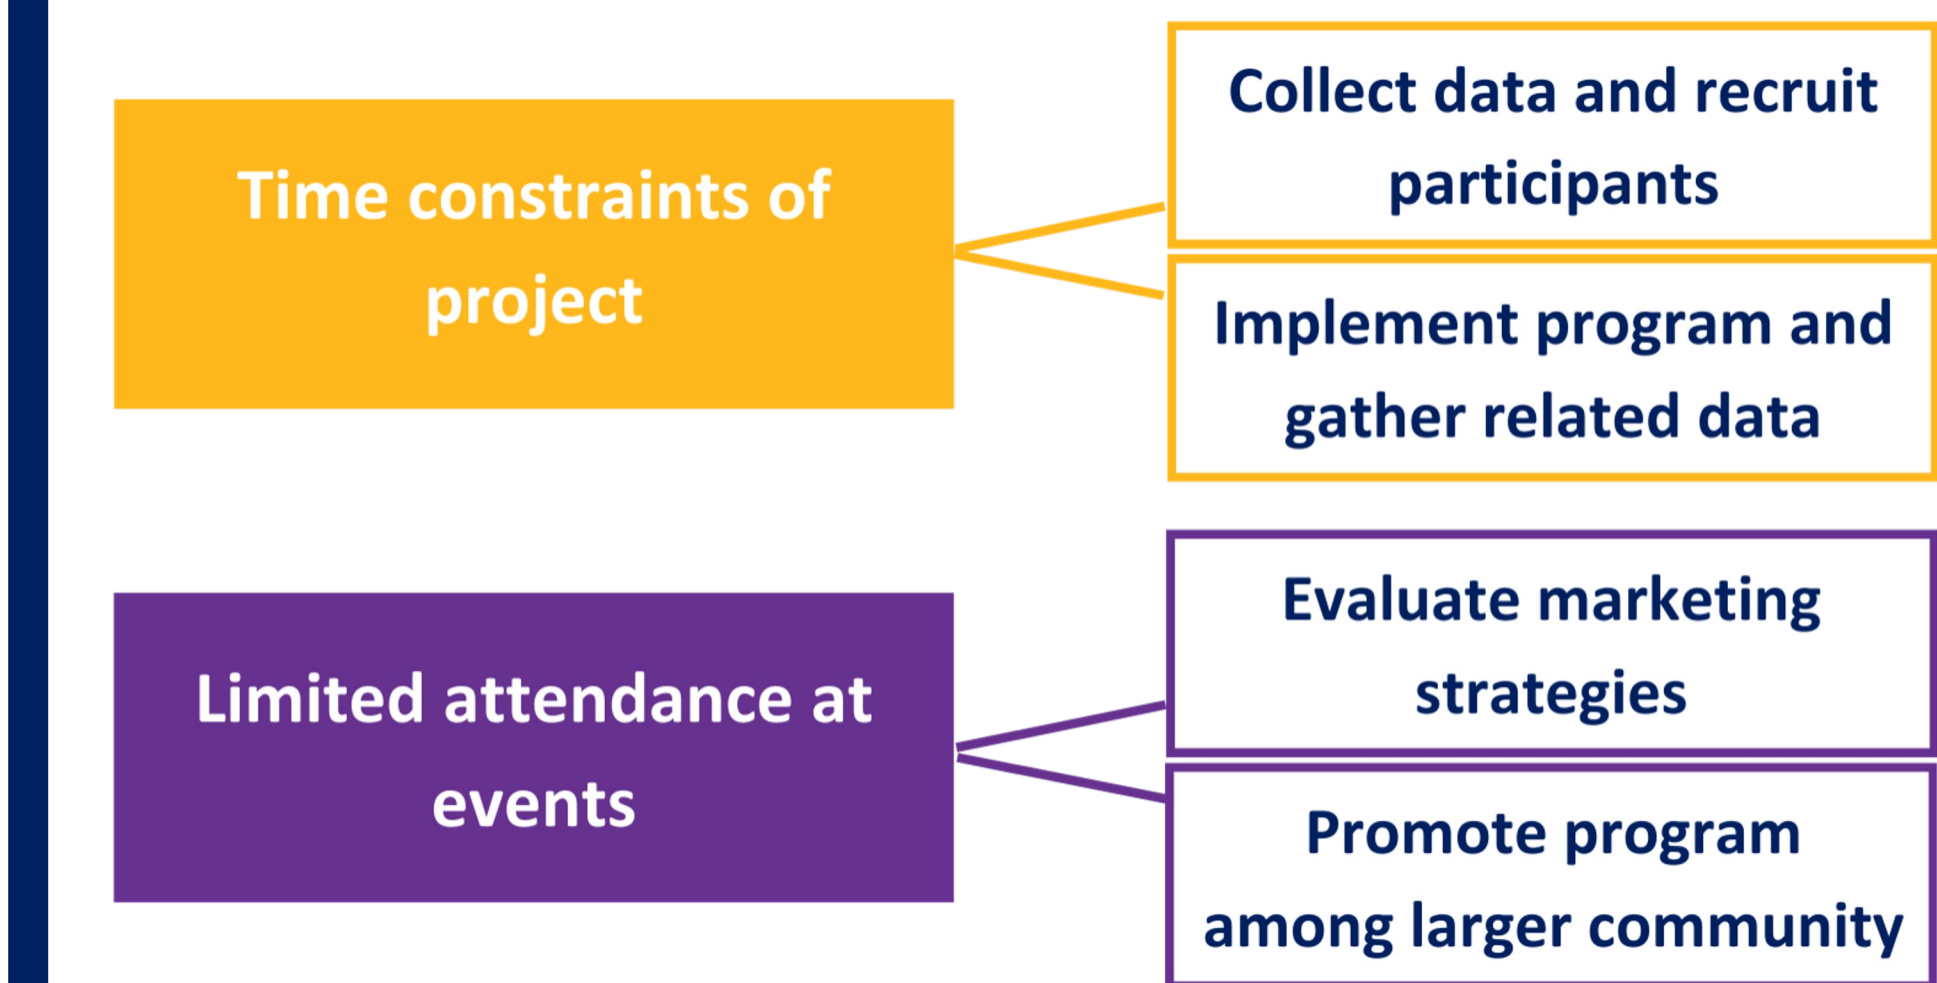 Time constraints of
project
Collect data and recruit
participants
Implement program and
gather related data
Limited attendance at
events
Evaluate marketing
strategies
Promote program
among larger community